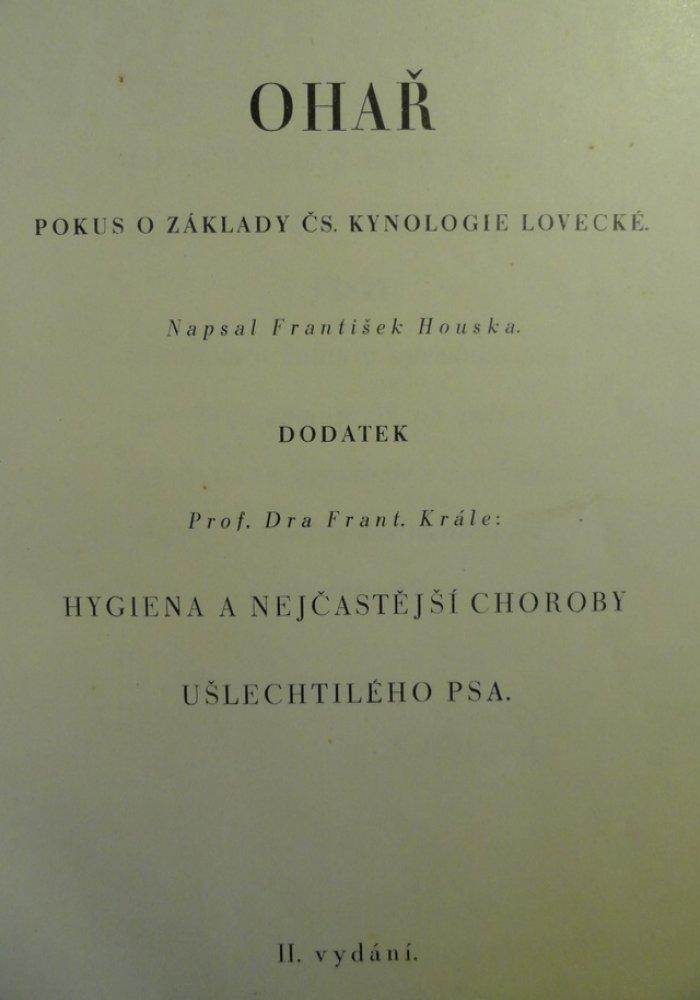 OHAŘ
POKUS O ZÁKLADY ČS. KYNOLOGIE LOVECKÉ.
Napsal František Houska.
DODATEK
Prof. Dra Frant. Krále:
HYGIENA A NEJČASTĚJŠÍ CHOROBY
UŠLECHTILÉHO PSA.
II. vydání.